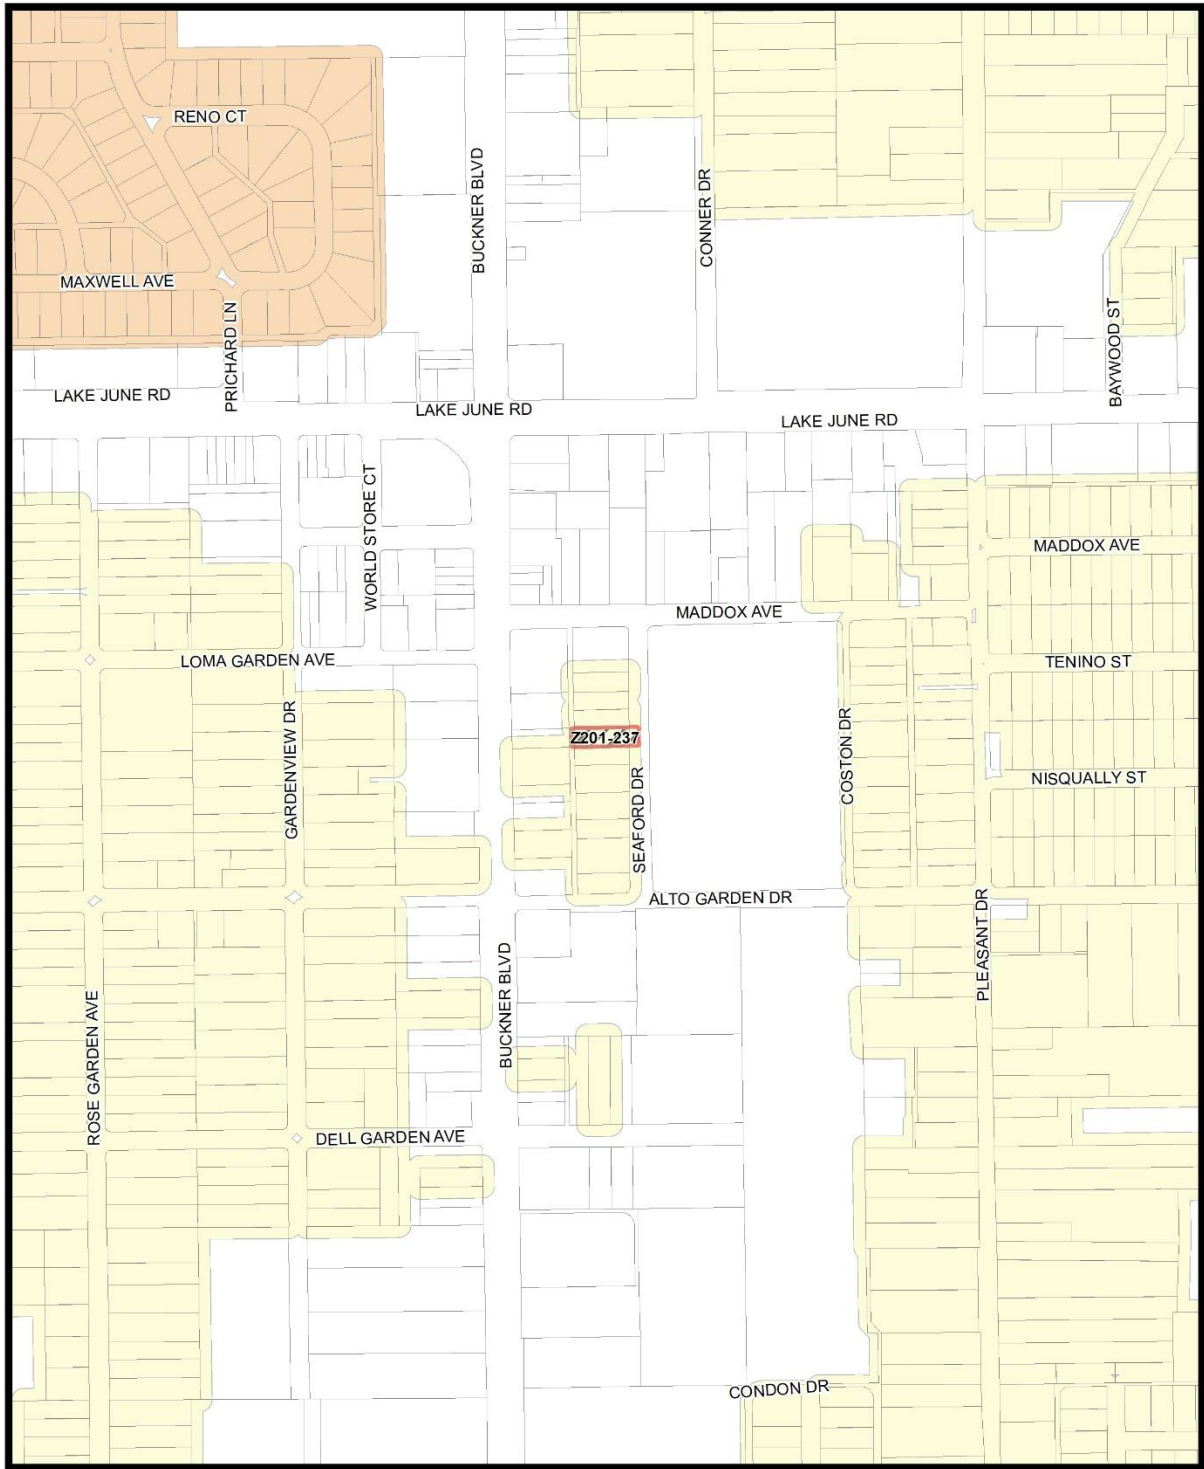 RENO CT
BUCKNER BLVD
CONNER DR
MAXWELL AVE
PRICHARD LN
BAYWOOD ST
LAKE JUNE RD
LAKE JUNE RD
LAKE JUNE RD
WORLD STORE CT
MADDOX AVE
MADDOX AVE
LOMA GARDEN AVE
TENINO ST
GARDENVIEW DR
Z201-237
COSTON DR
SEAFORD DR
NISQUALLY ST
ALTO GARDEN DR
PLEASANT DR
BUCKNER BLVD
ROSE GARDEN AVE
DELL GARDEN AVE
CONDON DR